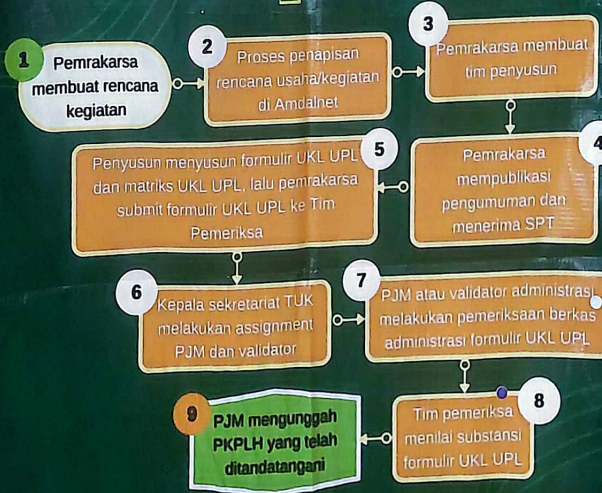 1
Pemrakarsa
membuat rencana
kegiatan
2
Proses penapisan
rencana usaha/kegiatan
di Amdalnet
3
Pemrakarsa membuat
tim penyusun
4
Pemrakarsa
mempublikasi
pengumuman dan
menerima SPT
5
Penyusun menyusun formulir UKL UPL
dan matriks UKL UPL, lalu pemrakarsa
submit formulir UKL UPL ke Tim
Pemeriksa
6
Kepala sekretariat TUK
melakukan assignment
PJM dan validator
7
PJM atau validator administrasi
melakukan pemeriksaan berkas
administrasi formulir UKL UPL
8
Tim pemeriksa
menilai substansi
formulir UKL UPL
9
PJM mengunggah
PKPLH yang telah
ditandatangani